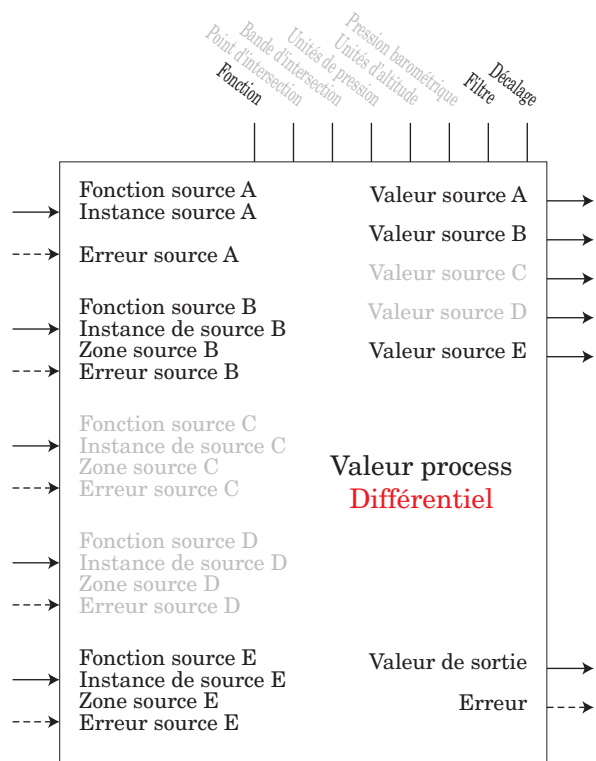 Fonction
Point d'intersection
Bande d'intersection
Unités de pression
Unités d'altitude
Pression barométrique
Filtre
Décalage
Fonction source A
Instance source A
Erreur source A
Fonction source B
Instance de source B
Zone source B
Erreur source B
Fonction source C
Instance de source C
Zone source C
Erreur source C
Fonction source D
Instance de source D
Zone source D
Erreur source D
Fonction source E
Instance de source E
Zone source E
Erreur source E
Valeur source A
Valeur source B
Valeur source C
Valeur source D
Valeur source E
Valeur process
Différentiel
Valeur de sortie
Erreur